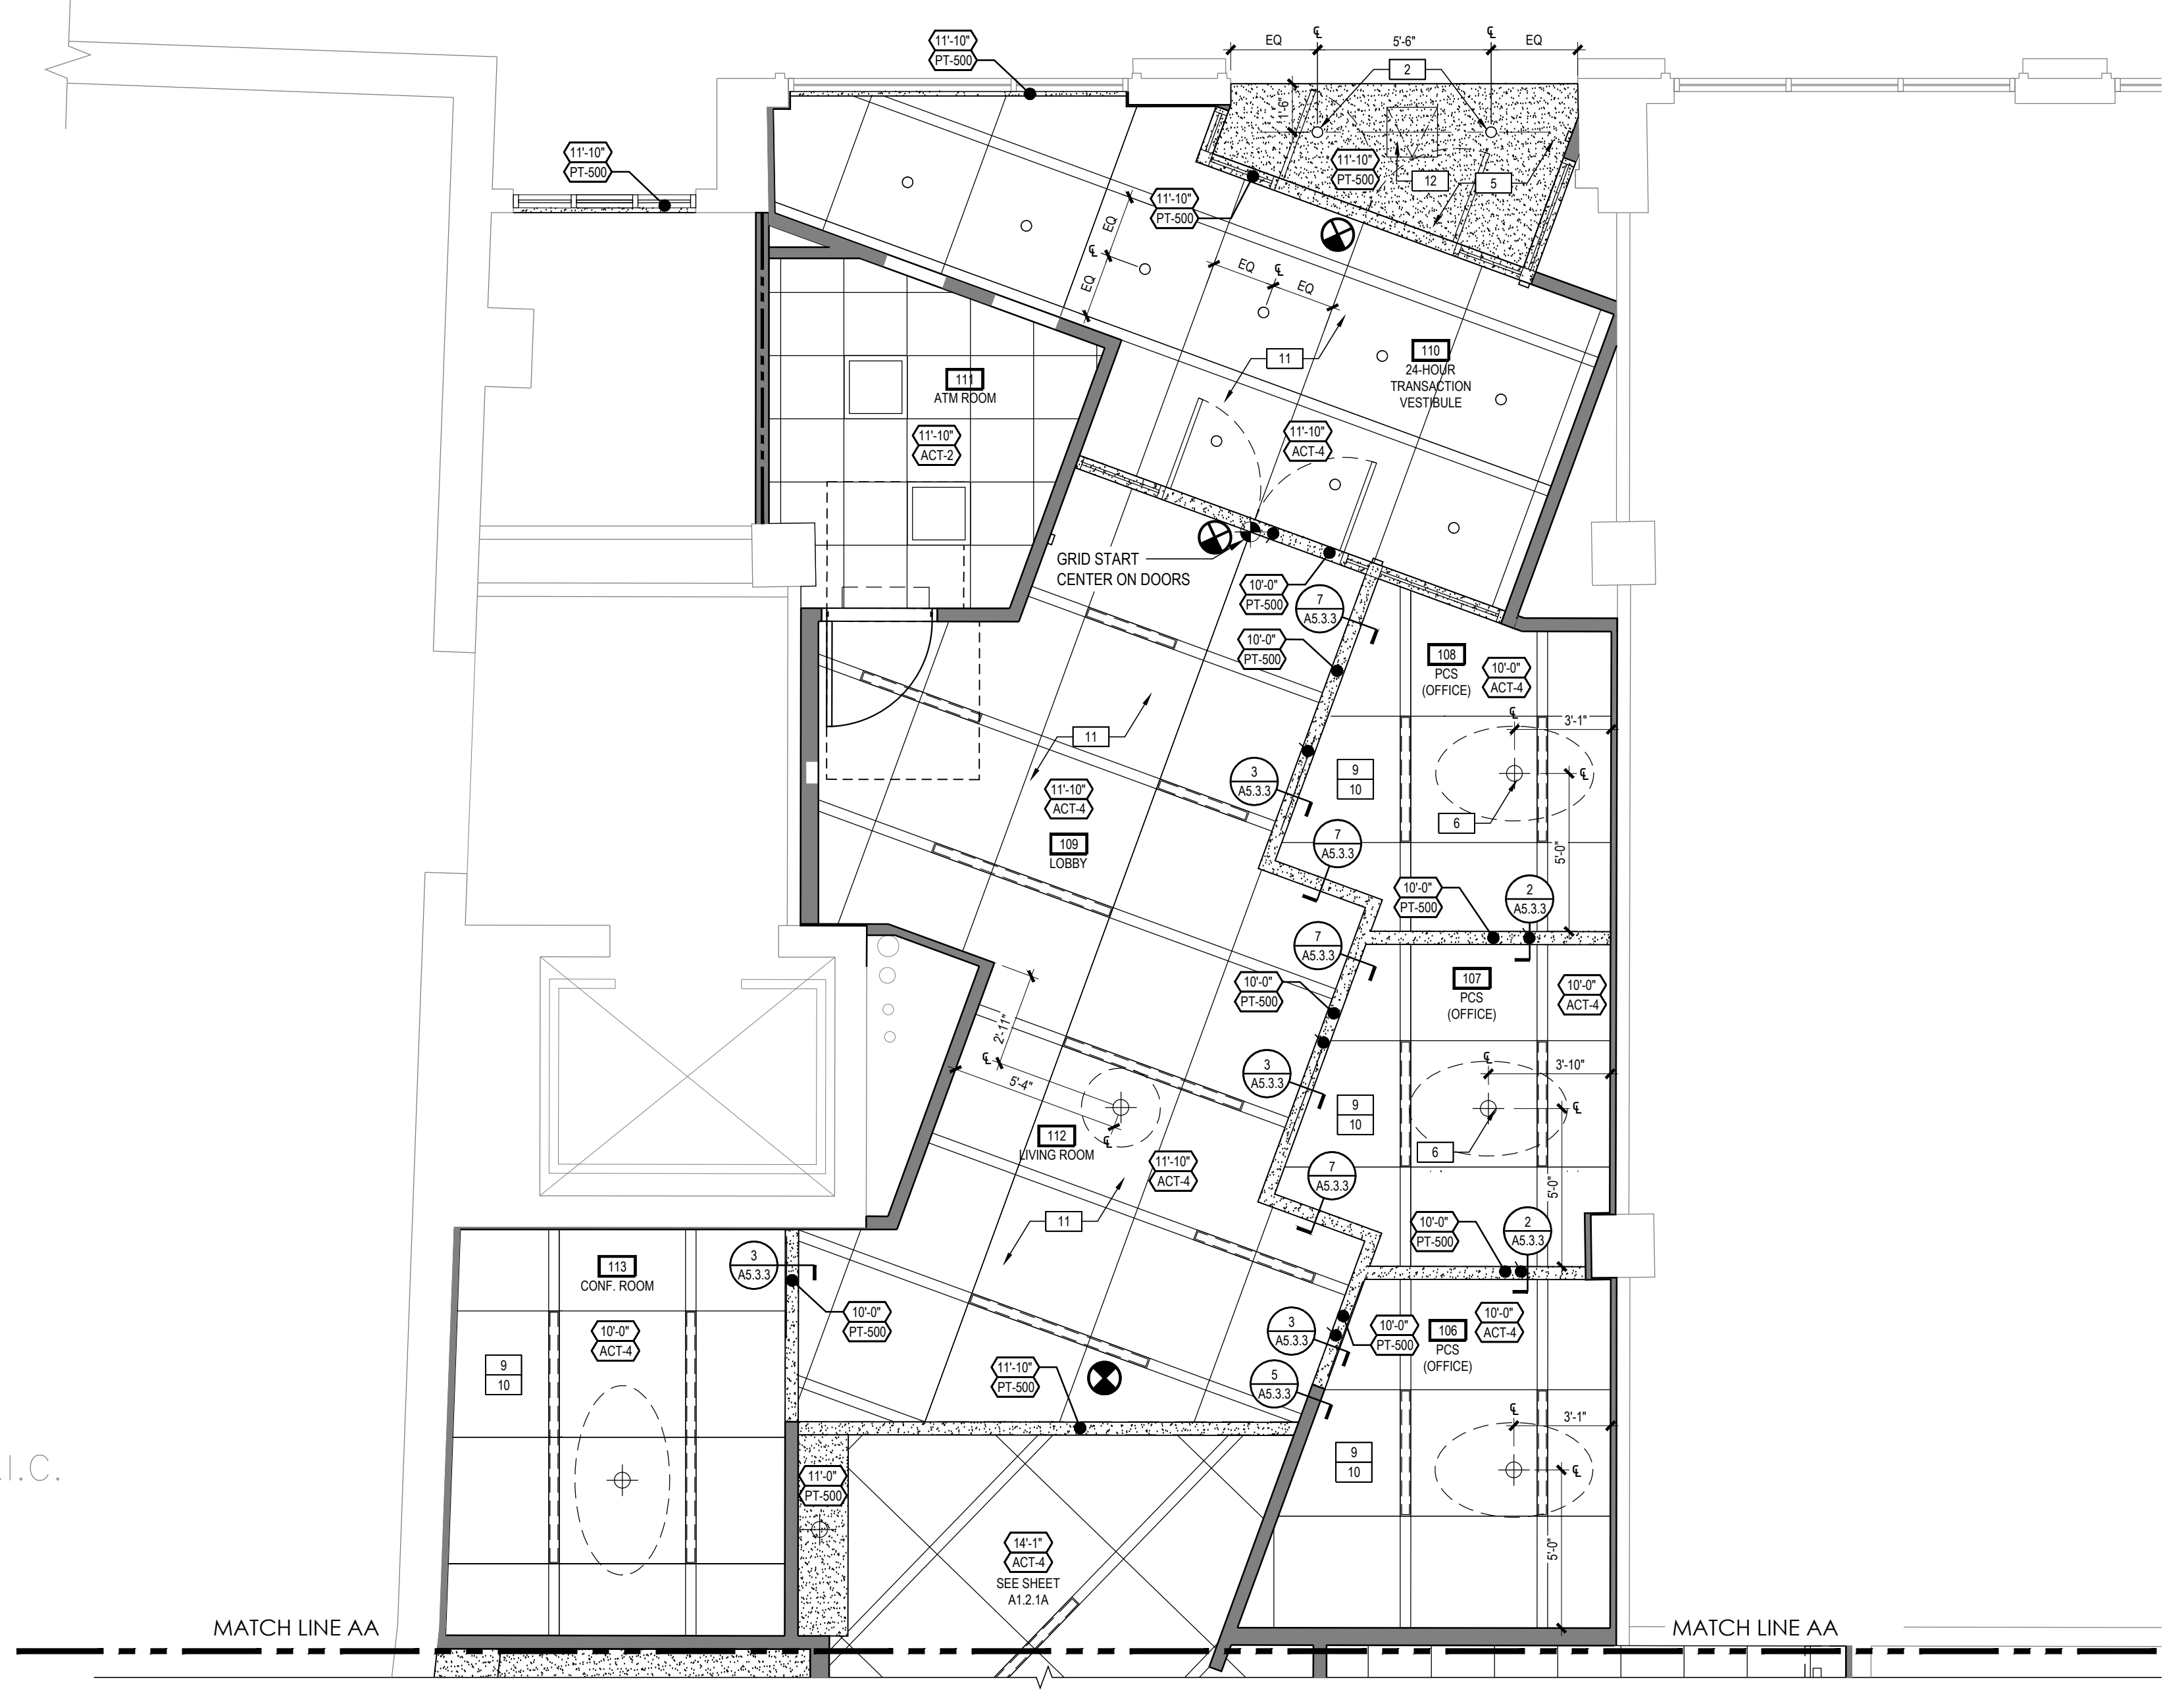 EQ
℄
5'-6"
℄
EQ
11'-10"
PT-500
2
1'-6"
11'-10"
PT-500
11'-10"
PT-500
12
5
11'-10"
PT-500
EQ
℄
EQ
EQ
℄
EQ
11
110
24-HOUR
TRANSACTION
VESTIBULE
111
ATM ROOM
11'-10"
ACT-2
11'-10"
ACT-4
GRID START
CENTER ON DOORS
10'-0"
PT-500
7
A5.3.3
10'-0"
PT-500
108
PCS
(OFFICE)
10'-0"
ACT-4
℄
3'-1"
11
3
A5.3.3
9
10
℄
6
11'-10"
ACT-4
109
LOBBY
7
A5.3.3
5'-0"
10'-0"
PT-500
2
A5.3.3
7
A5.3.3
107
PCS
(OFFICE)
10'-0"
ACT-4
10'-0"
PT-500
2'-11"
℄
5'-4"
3
A5.3.3
℄
3'-10"
9
10
℄
6
112
LIVING ROOM
℄
11'-10"
ACT-4
7
A5.3.3
5'-0"
11
10'-0"
PT-500
2
A5.3.3
113
CONF. ROOM
3
A5.3.3
10'-0"
PT-500
10'-0"
ACT-4
3
A5.3.3
10'-0"
PT-500
106
PCS
(OFFICE)
10'-0"
ACT-4
9
10
11'-10"
PT-500
5
A5.3.3
℄
3'-1"
9
10
℄
.I.C.
11'-0"
PT-500
14'-1"
ACT-4
SEE SHEET
A1.2.1A
5'-0"
MATCH LINE AA
MATCH LINE AA